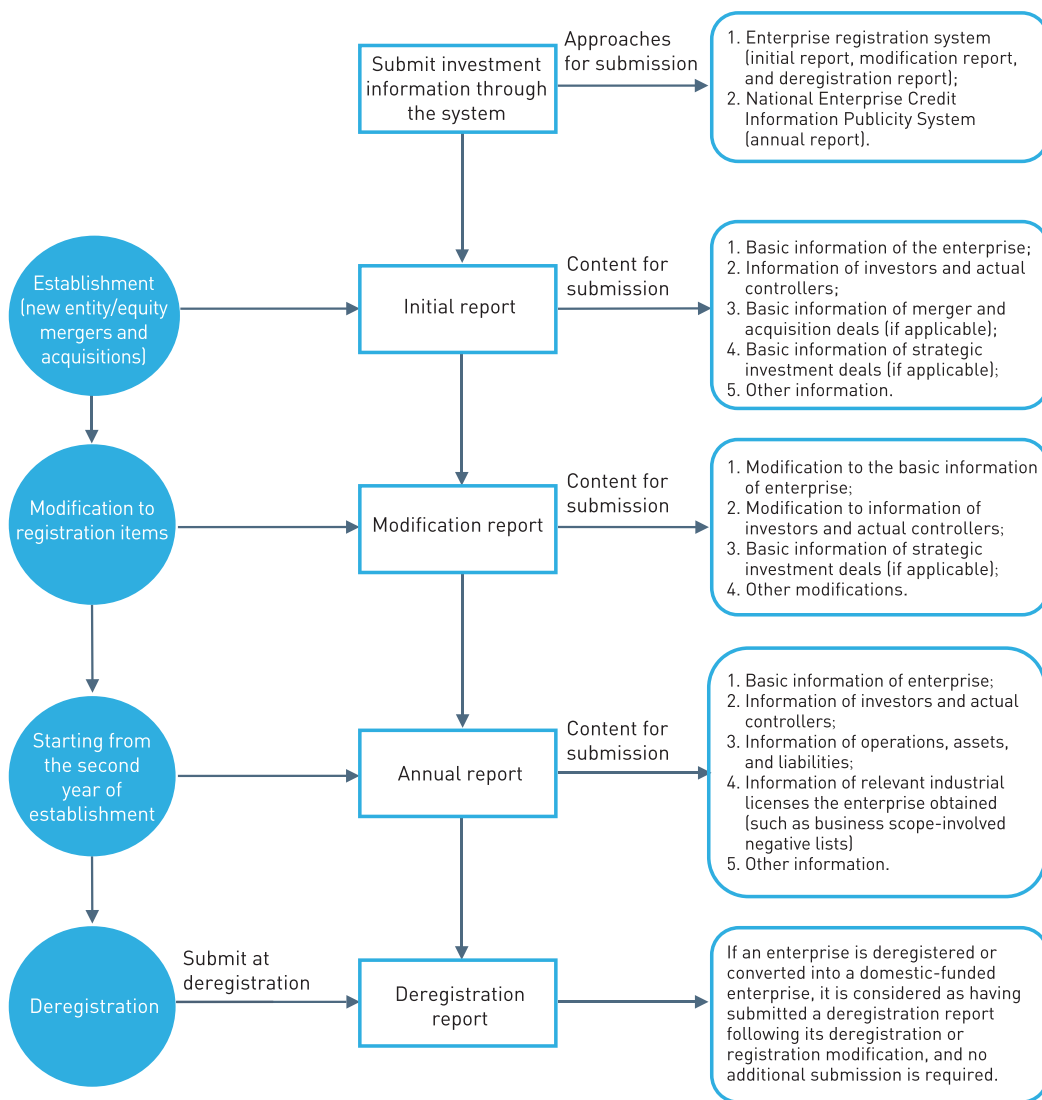 Submit investment
information through
the system
Approaches
for submission
1. Enterprise registration system
(initial report, modification report,
and deregistration report);
2. National Enterprise Credit
Information Publicity System
(annual report).
Establishment
(new entity/equity
mergers and
acquisitions)
Initial report
Content for
submission
1. Basic information of the enterprise;
2. Information of investors and actual
controllers;
3. Basic information of merger and
acquisition deals (if applicable);
4. Basic information of strategic
investment deals (if applicable);
5. Other information.
Modification to
registration items
Modification report
Content for
submission
1. Modification to the basic information
of enterprise;
2. Modification to information of
investors and actual controllers;
3. Basic information of strategic
investment deals (if applicable);
4. Other modifications.
Starting from
the second
year of
establishment
Annual report
Content for
submission
1. Basic information of enterprise;
2. Information of investors and actual
controllers;
3. Information of operations, assets,
and liabilities;
4. Information of relevant industrial
licenses the enterprise obtained
(such as business scope-involved
negative lists)
5. Other information.
Deregistration
Submit at
deregistration
Deregistration
report
If an enterprise is deregistered or
converted into a domestic-funded
enterprise, it is considered as having
submitted a deregistration report
following its deregistration or
registration modification, and no
additional submission is required.